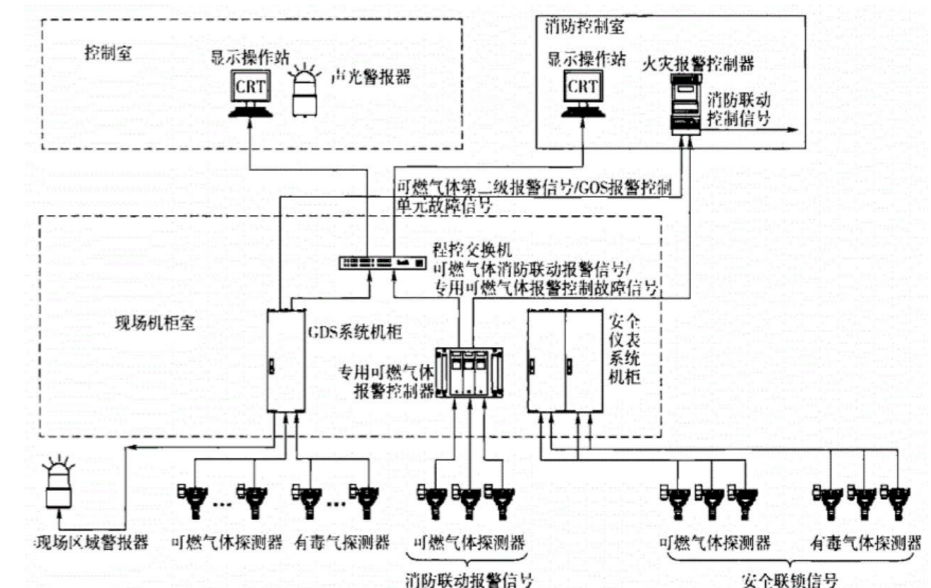 控制室
显示操作站
CRT
声光警报器
消防控制室
显示操作站
CRT
火灾报警控制器
消防联动
控制信号
可燃气体第二级报警信号/GOS报警控制
单元故障信号
程控交换机
可燃气体消防联动报警信号/
专用可燃气体报警控制故障信号
现场机柜室
GDS系统机柜
专用可燃气体
报警控制器
安全
仪表
系统
机柜
现场区域警报器
可燃气体探测器
有毒气探测器
可燃气体探测器
可燃气体探测器
有毒气体探测器
消防联动报警信号
安全联锁信号